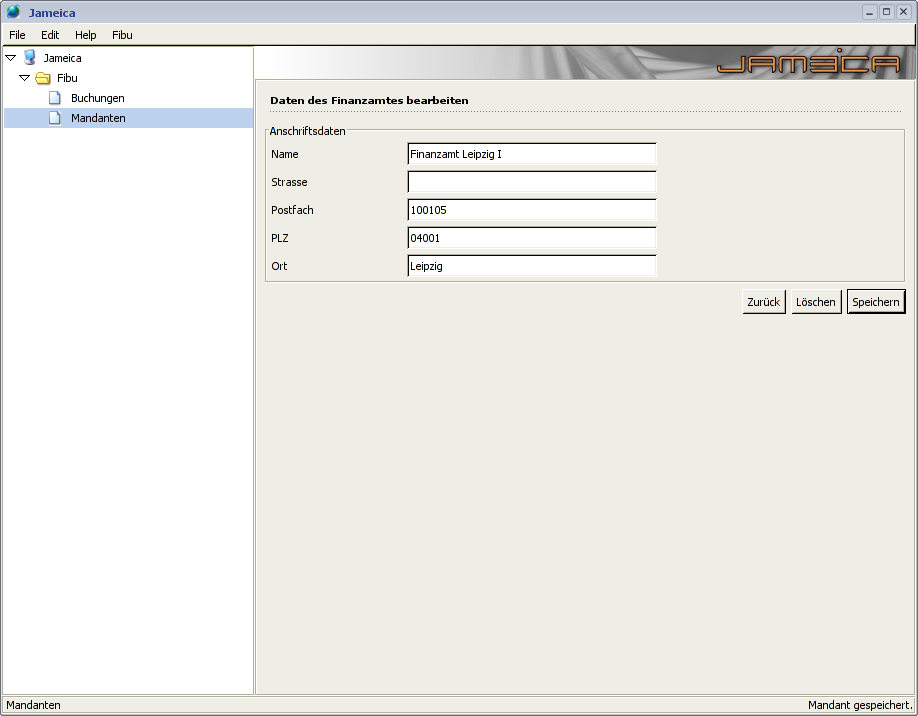 Jameica
File Edit Help Fibu
Jameica
Fibu
Buchungen
Mandanten
JAMEICA
Daten des Finanzamtes bearbeiten
Anschriftsdaten
Name Finanzamt Leipzig I
Strasse
Postfach 100105
PLZ 04001
Ort Leipzig
Zurück Löschen Speichern
Mandanten Mandant gespeichert.